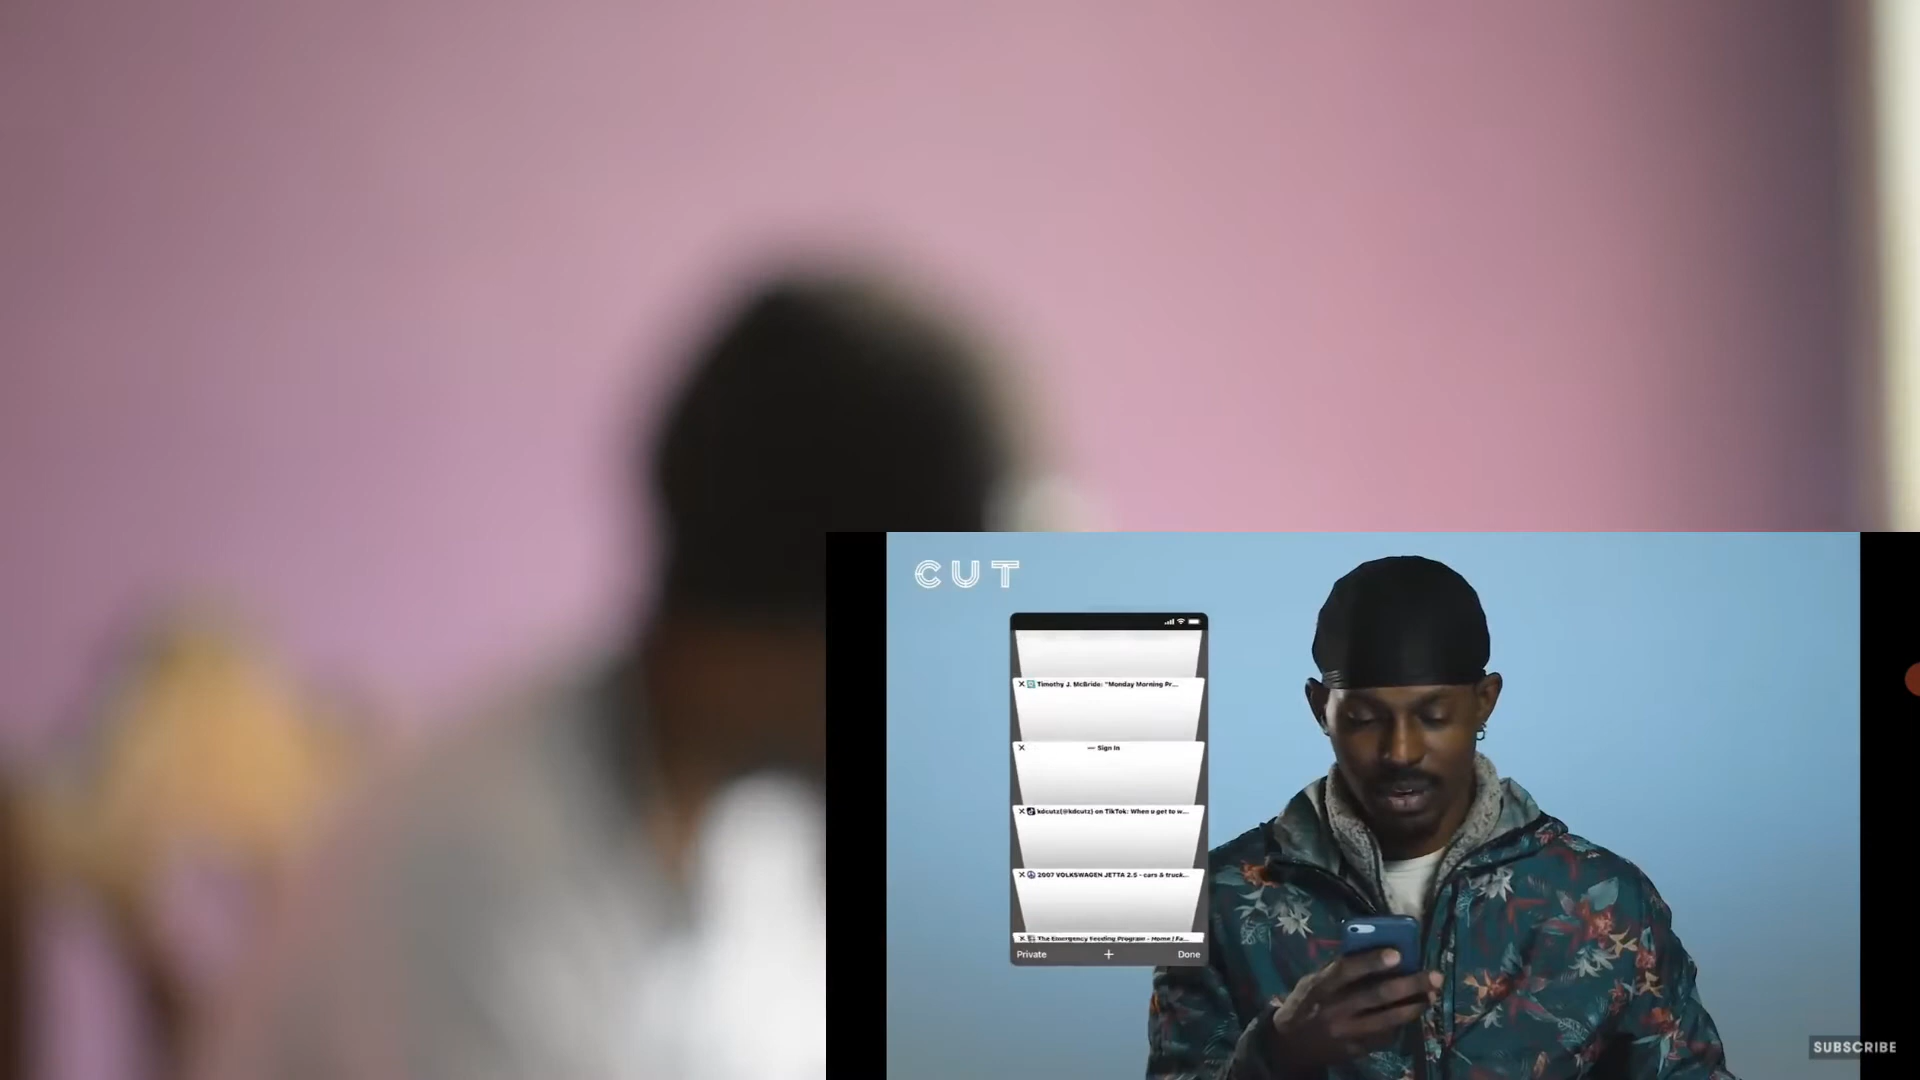 CUT
Timothy J. McBride: "Monday Morning Pr...
— Sign In
kdcutz(@kdcutz) on TikTok: When u get to w...
2007 VOLKSWAGEN JETTA 2.5 - cars & truck...
The Emergency Feeding Program - Home | Fa...
Private
Done
SUBSCRIBE